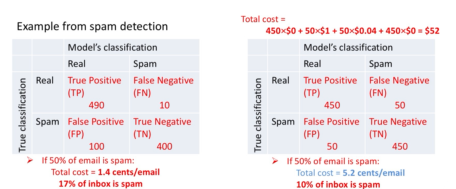 Example from spam detection
Model's classification
Real Spam
True classification
Real True Positive False Negative
(TP) (FN)
490 10
Spam False Positive True Negative
(FP) (TN)
100 400
➢ If 50% of email is spam:
Total cost = 1.4 cents/email
17% of inbox is spam
Total cost =
450×$0 + 50×$1 + 50×$0.04 + 450×$0 = $52
Model's classification
Real Spam
True classification
Real True Positive False Negative
(TP) (FN)
450 50
Spam False Positive True Negative
(FP) (TN)
50 450
➢ If 50% of email is spam:
Total cost = 5.2 cents/email
10% of inbox is spam